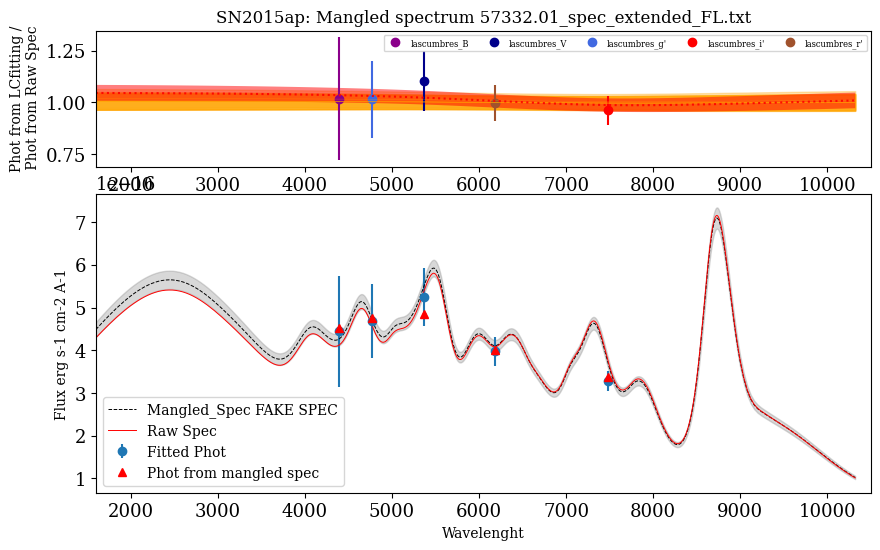 SN2015ap: Mangled spectrum 57332.01_spec_extended_FL.txt
Phot from LCfitting /
Phot from Raw Spec
1.25
1.00
0.75
lascumbres_B
lascumbres_V
lascumbres_g'
lascumbres_i'
lascumbres_r'
2000 3000 4000 5000 6000 7000 8000 9000 10000
1e−16
Flux erg s-1 cm-2 A-1
7
6
5
4
3
2
1
Mangled_Spec FAKE SPEC
Raw Spec
Fitted Phot
Phot from mangled spec
2000 3000 4000 5000 6000 7000 8000 9000 10000
Wavelenght